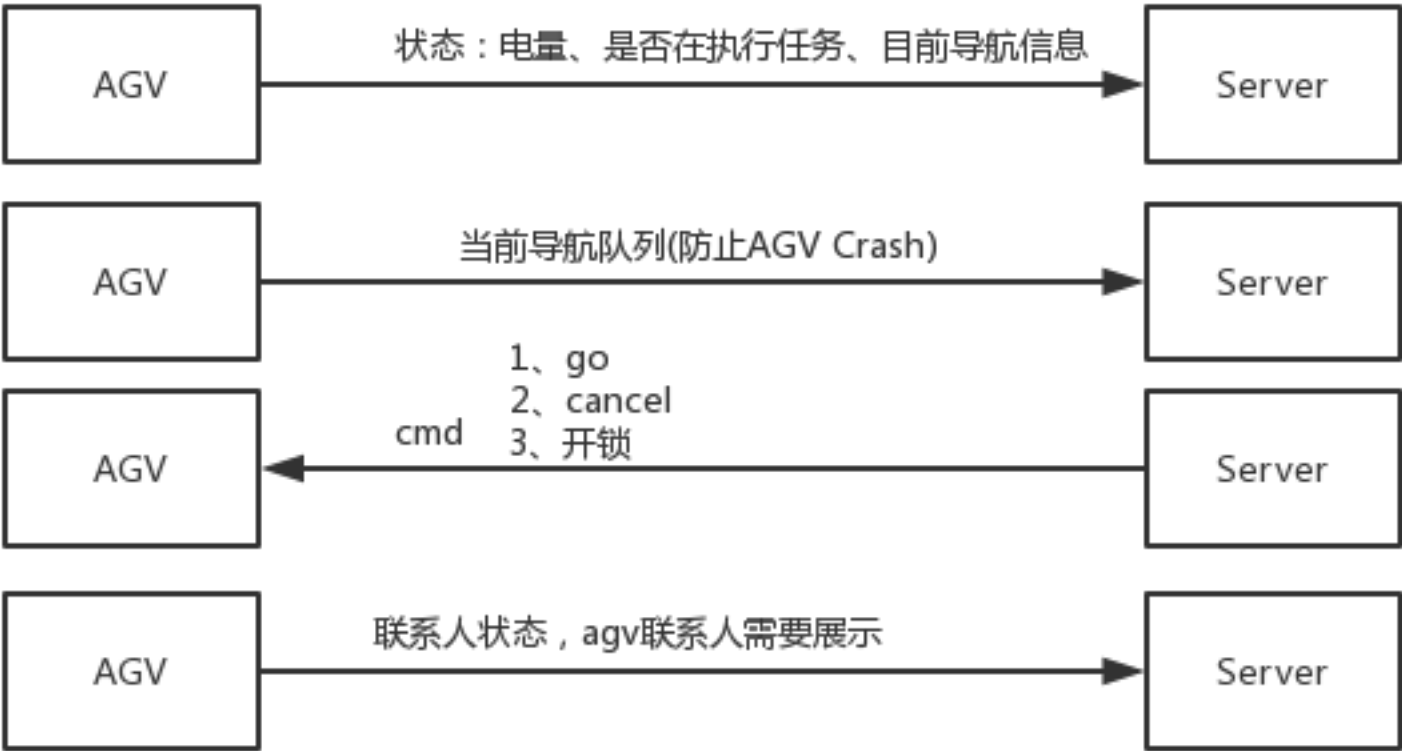 状态：电量、是否在执行任务、目前导航信息
AGV
Server
当前导航队列(防止AGV Crash)
AGV
Server
1、go
2、cancel
cmd
3、开锁
AGV
Server
联系人状态，agv联系人需要展示
AGV
Server